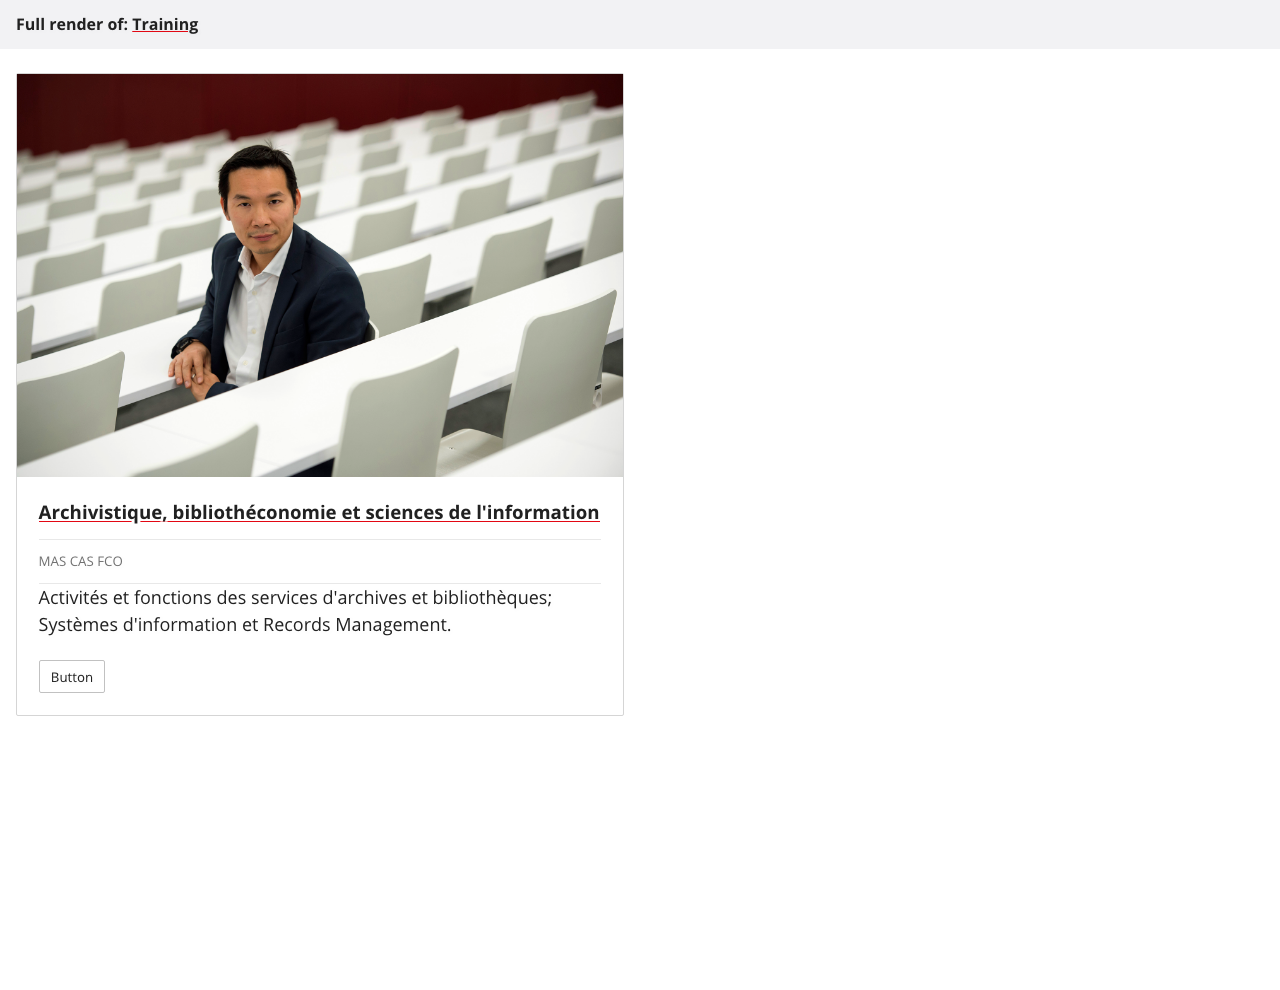 Full render of: Training
Archivistique, bibliothéconomie et sciences de l'information
MAS CAS FCO
Activités et fonctions des services d'archives et bibliothèques;
Systèmes d'information et Records Management.
Button